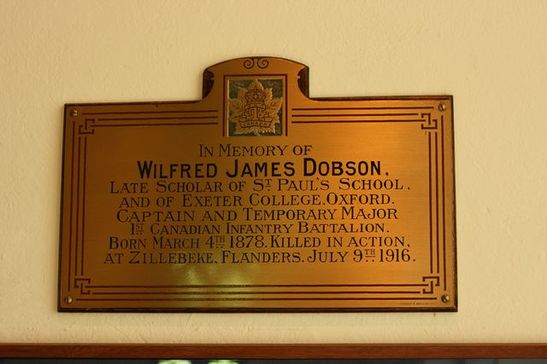 IN MEMORY OF
WILFRED JAMES DOBSON.
LATE SCHOLAR OF ST PAUL'S SCHOOL.
AND OF EXETER COLLEGE, OXFORD.
CAPTAIN AND TEMPORARY MAJOR
1ST CANADIAN INFANTRY BATTALION.
BORN MARCH 4TH 1878. KILLED IN ACTION,
AT ZILLEBEKE, FLANDERS, JULY 9TH 1916.